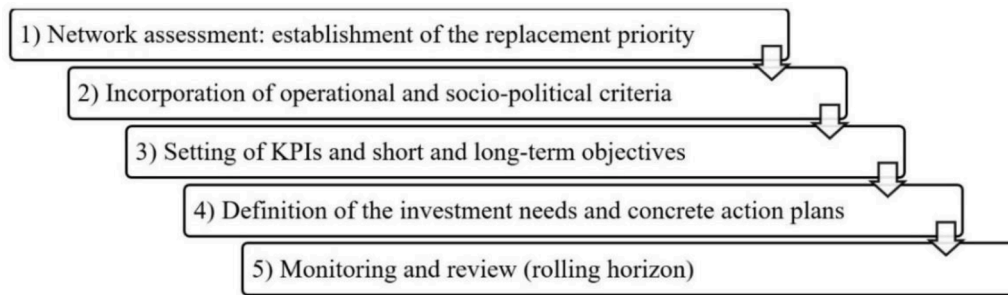 1) Network assessment: establishment of the replacement priority
2) Incorporation of operational and socio-political criteria
3) Setting of KPIs and short and long-term objectives
4) Definition of the investment needs and concrete action plans
5) Monitoring and review (rolling horizon)